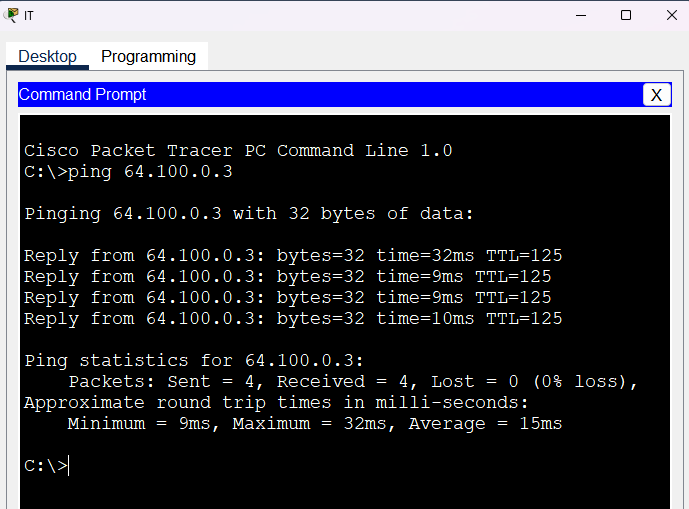 IT
Desktop Programming
Command Prompt X
Cisco Packet Tracer PC Command Line 1.0
C:\>ping 64.100.0.3
Pinging 64.100.0.3 with 32 bytes of data:
Reply from 64.100.0.3: bytes=32 time=32ms TTL=125
Reply from 64.100.0.3: bytes=32 time=9ms TTL=125
Reply from 64.100.0.3: bytes=32 time=9ms TTL=125
Reply from 64.100.0.3: bytes=32 time=10ms TTL=125
Ping statistics for 64.100.0.3:
Packets: Sent = 4, Received = 4, Lost = 0 (0% loss),
Approximate round trip times in milli-seconds:
Minimum = 9ms, Maximum = 32ms, Average = 15ms
C:\>